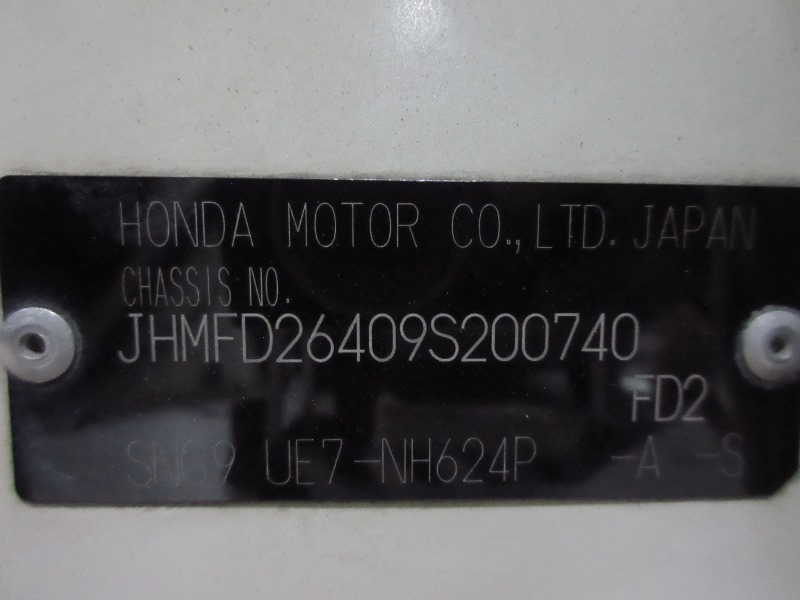 HONDA MOTOR CO.,LTD. JAPAN
CHASSIS NO.
JHMFD26409S200740
FD2
SNG9 UE7-NH624P -A -S